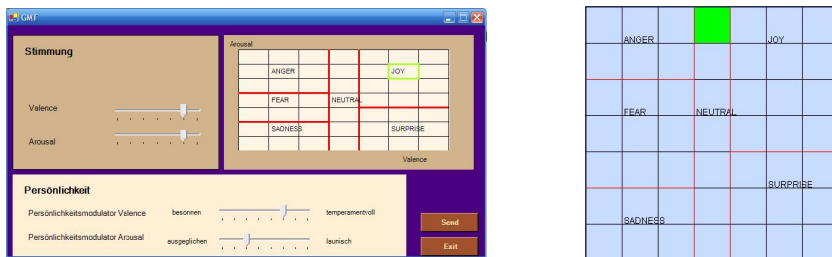 GMT
Stimmung
Valence
Arousal
Arousal
ANGER JOY
FEAR NEUTRAL
SADNESS SURPRISE
Valence
Persönlichkeit
Persönlichkeitsmodulator Valence besonnen temperamentvoll
Persönlichkeitsmodulator Arousal ausgeglichen launisch
Send
Exit
ANGER JOY
FEAR NEUTRAL
SURPRISE
SADNESS